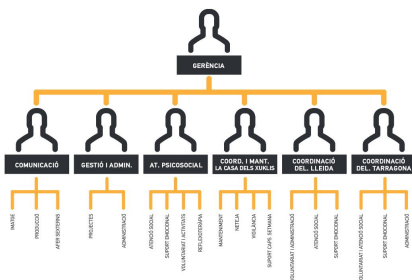 GERÈNCIA
COMUNICACIÓ
GESTIÓ I ADMIN.
AT. PSICOSOCIAL
COORD. I MANT.
LA CASA DELS XUKLIS
COORDINACIÓ
DEL. LLEIDA
COORDINACIÓ
DEL. TARRAGONA
IMATGE
PRODUCCIÓ
AFER SEXTERNS
PROJECTES
ADMINISTRACIÓ
ATENCIÓ SOCIAL
SUPORT EMOCIONAL
VOLUNTARIAT I ACTIVITATS
REFLEXOTERÀPIA
MANTENIMENT
NETEJA
VIGILÀNCIA
SUPORT CAPS SETMANA
VOLUNTARIAT I ADMINISTRACIÓ
ATENCIÓ SOCIAL
SUPORT EMOCIONAL
VOLUNTARIAT I ATENCIÓ SOCIAL
SUPORT EMOCIONAL
ADMINISTRACIÓ